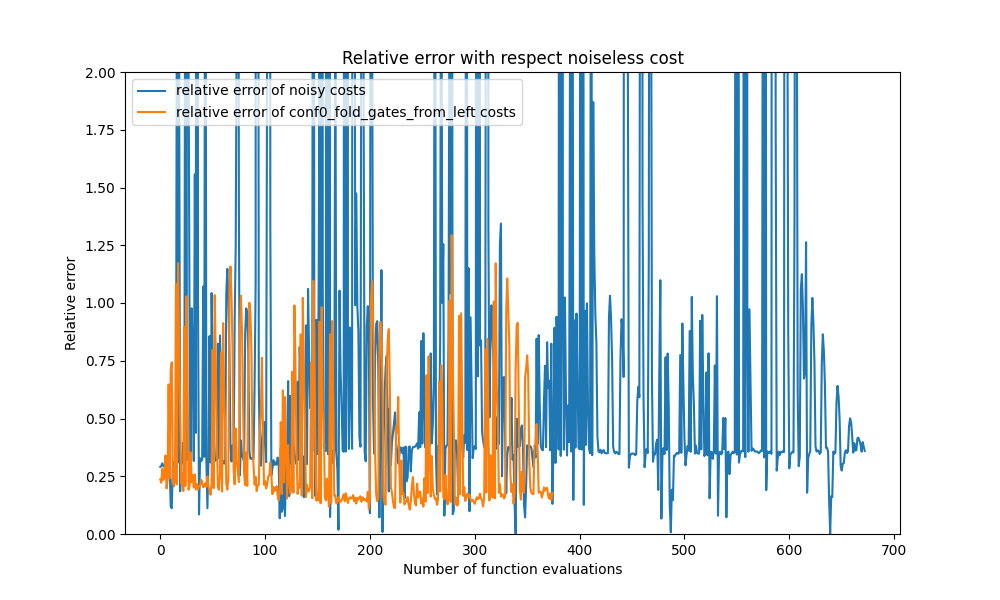 Relative error with respect noiseless cost
2.00
1.75
1.50
1.25
1.00
0.75
0.50
0.25
0.00
Relative error
relative error of noisy costs
relative error of conf0_fold_gates_from_left costs
0 100 200 300 400 500 600 700
Number of function evaluations